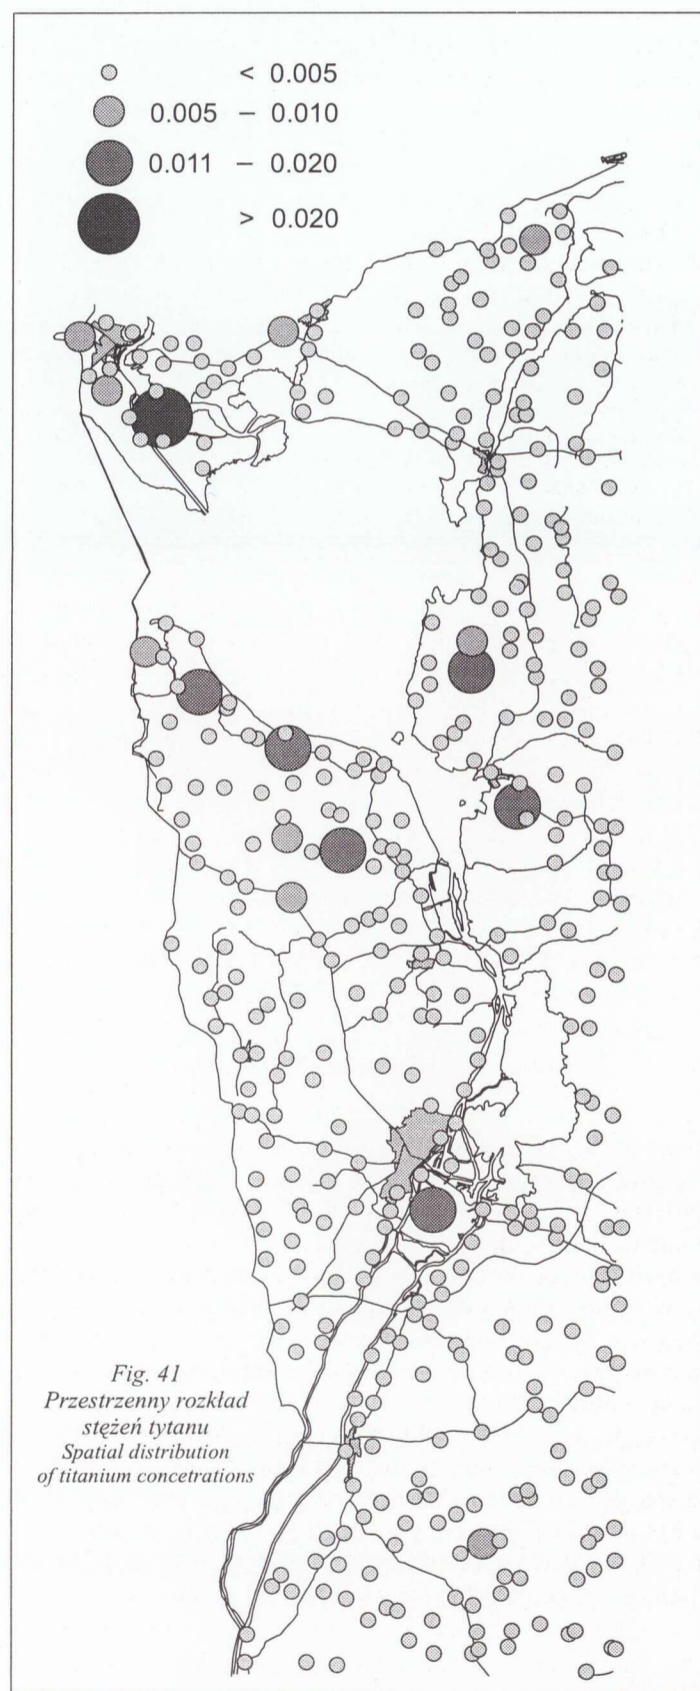 < 0.005
0.005 – 0.010
0.011 – 0.020
> 0.020
Fig. 41
Przestrzenny rozkład
stężeń tytanu
Spatial distribution
of titanium concetrations